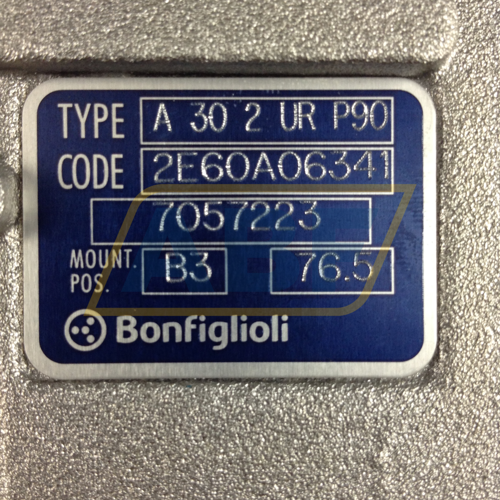 TYPE A 30 2 UR P90
CODE 2E60A06341
7057223
MOUNT. POS. B3 76.5
Bonfiglioli